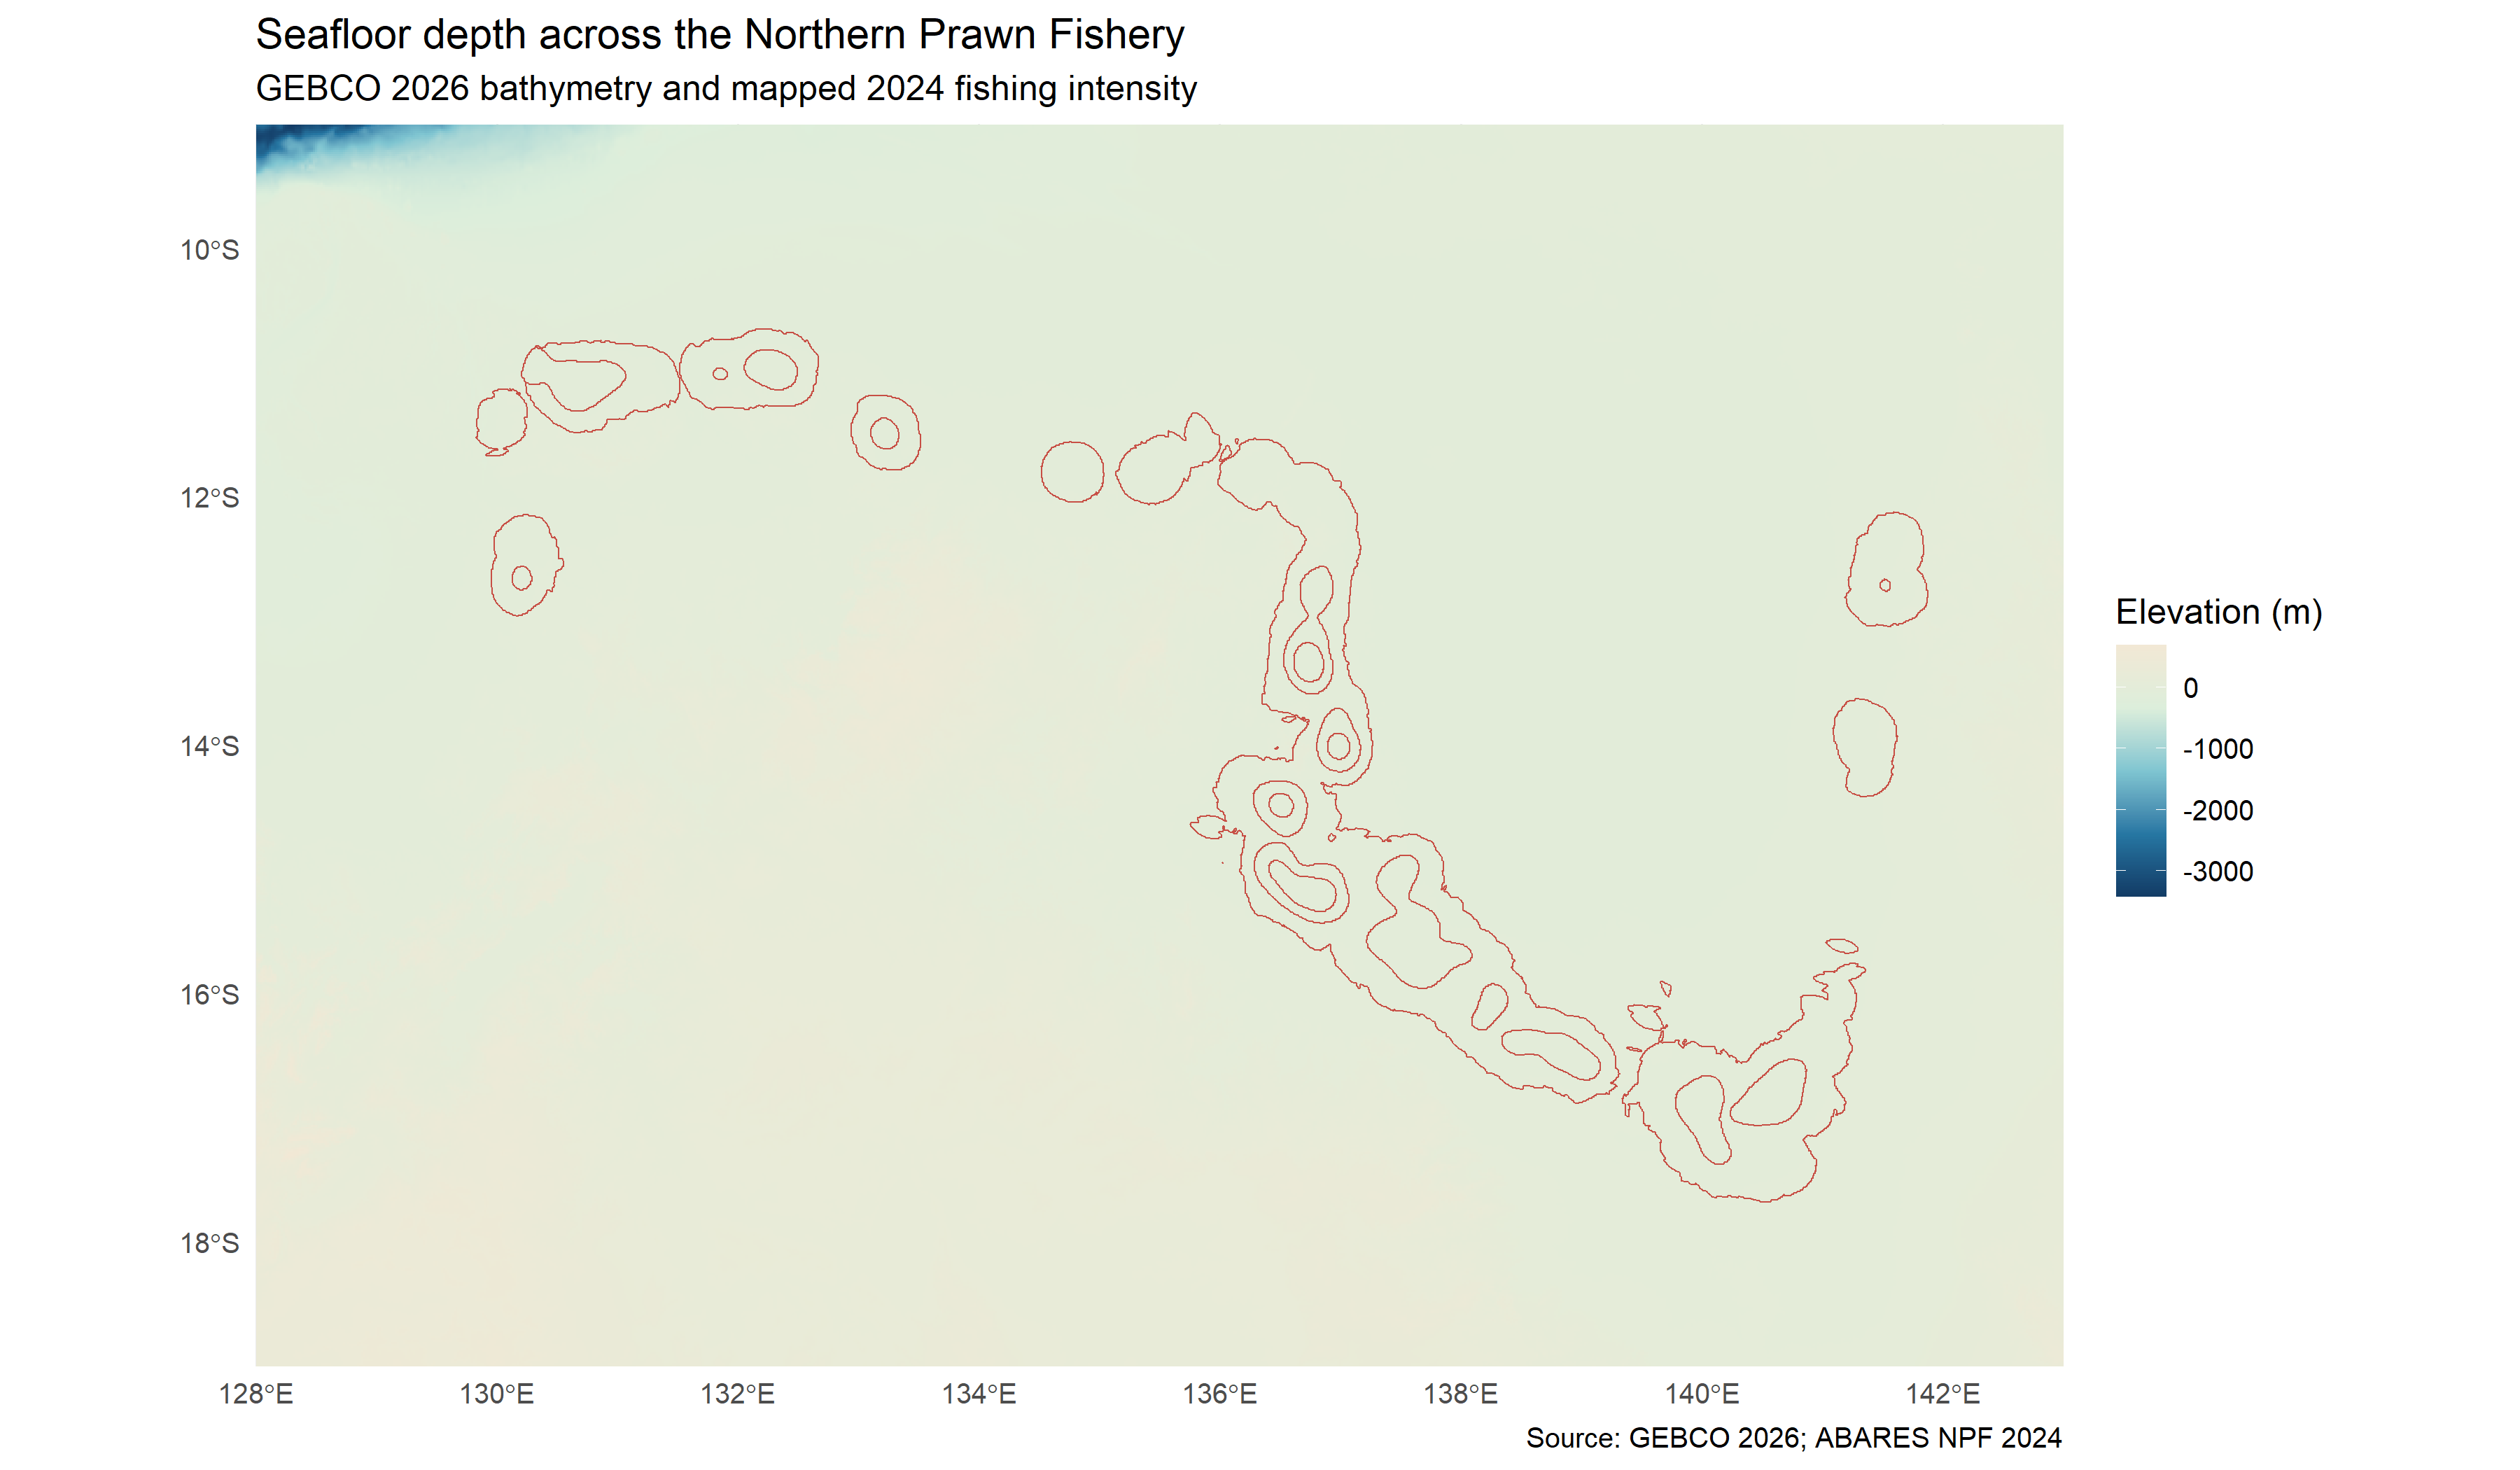 Seafloor depth across the Northern Prawn Fishery
GEBCO 2026 bathymetry and mapped 2024 fishing intensity
10°S
12°S
14°S
16°S
18°S
128°E
130°E
132°E
134°E
136°E
138°E
140°E
142°E
Elevation (m)
0
-1000
-2000
-3000
Source: GEBCO 2026; ABARES NPF 2024